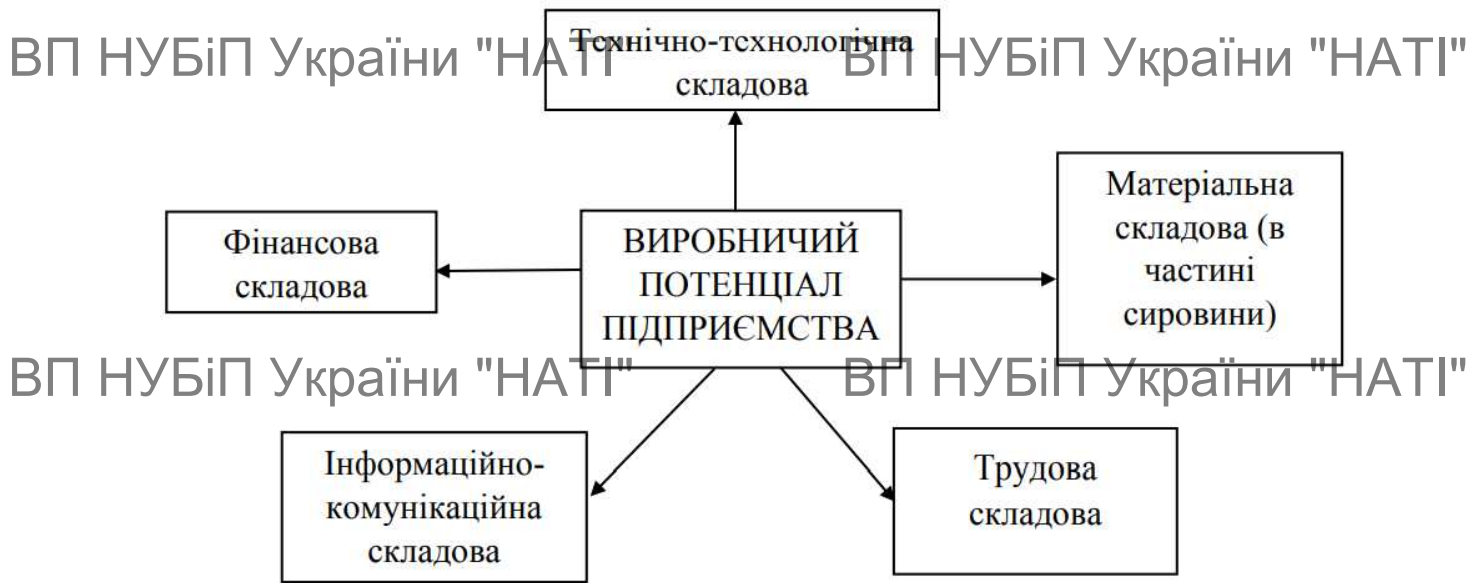 ВП НУБіП України "НАТІ"
ВП НУБіП України "НАТІ"
Технічно-технологічна
складова
Матеріальна
складова (в
частині
сировини)
Фінансова
складова
ВИРОБНИЧИЙ
ПОТЕНЦІАЛ
ПІДПРИЄМСТВА
ВП НУБіП України "НАТІ"
ВП НУБіП України "НАТІ"
Інформаційно-
комунікаційна
складова
Трудова
складова